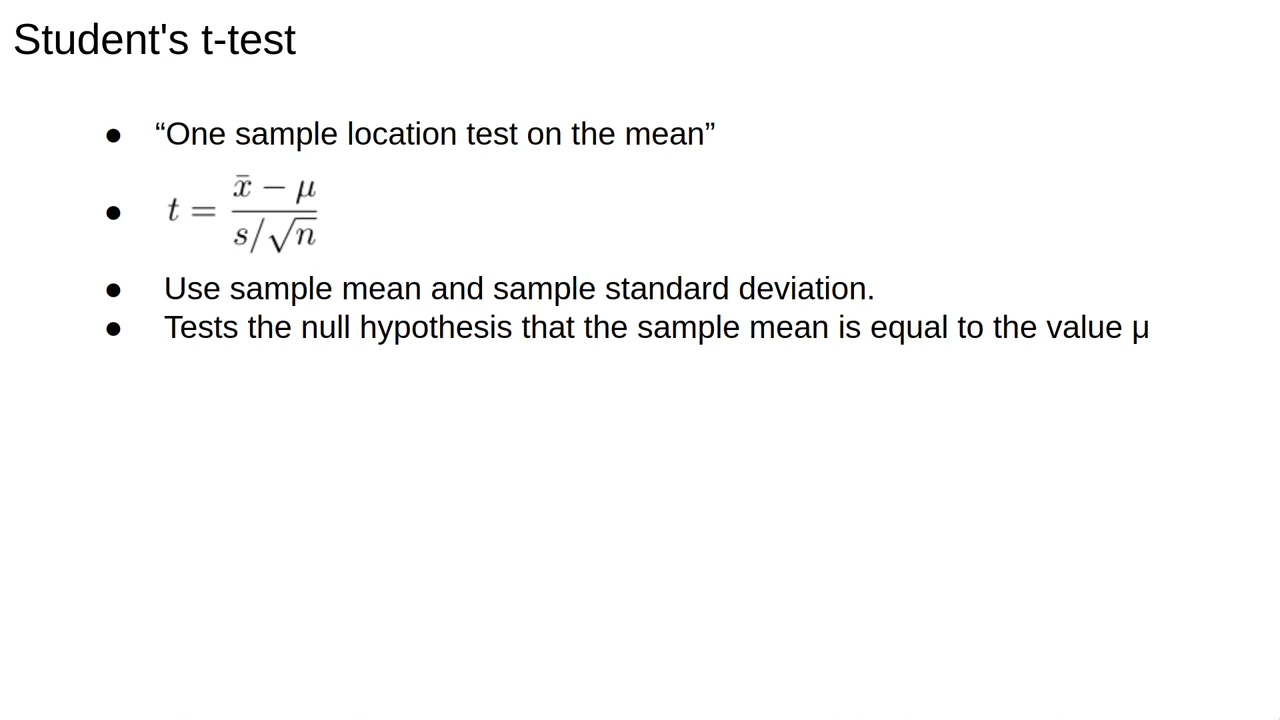 Student's t-test
● “One sample location test on the mean”
● t = (x̄ − μ) / (s/√n)
● Use sample mean and sample standard deviation.
● Tests the null hypothesis that the sample mean is equal to the value μ